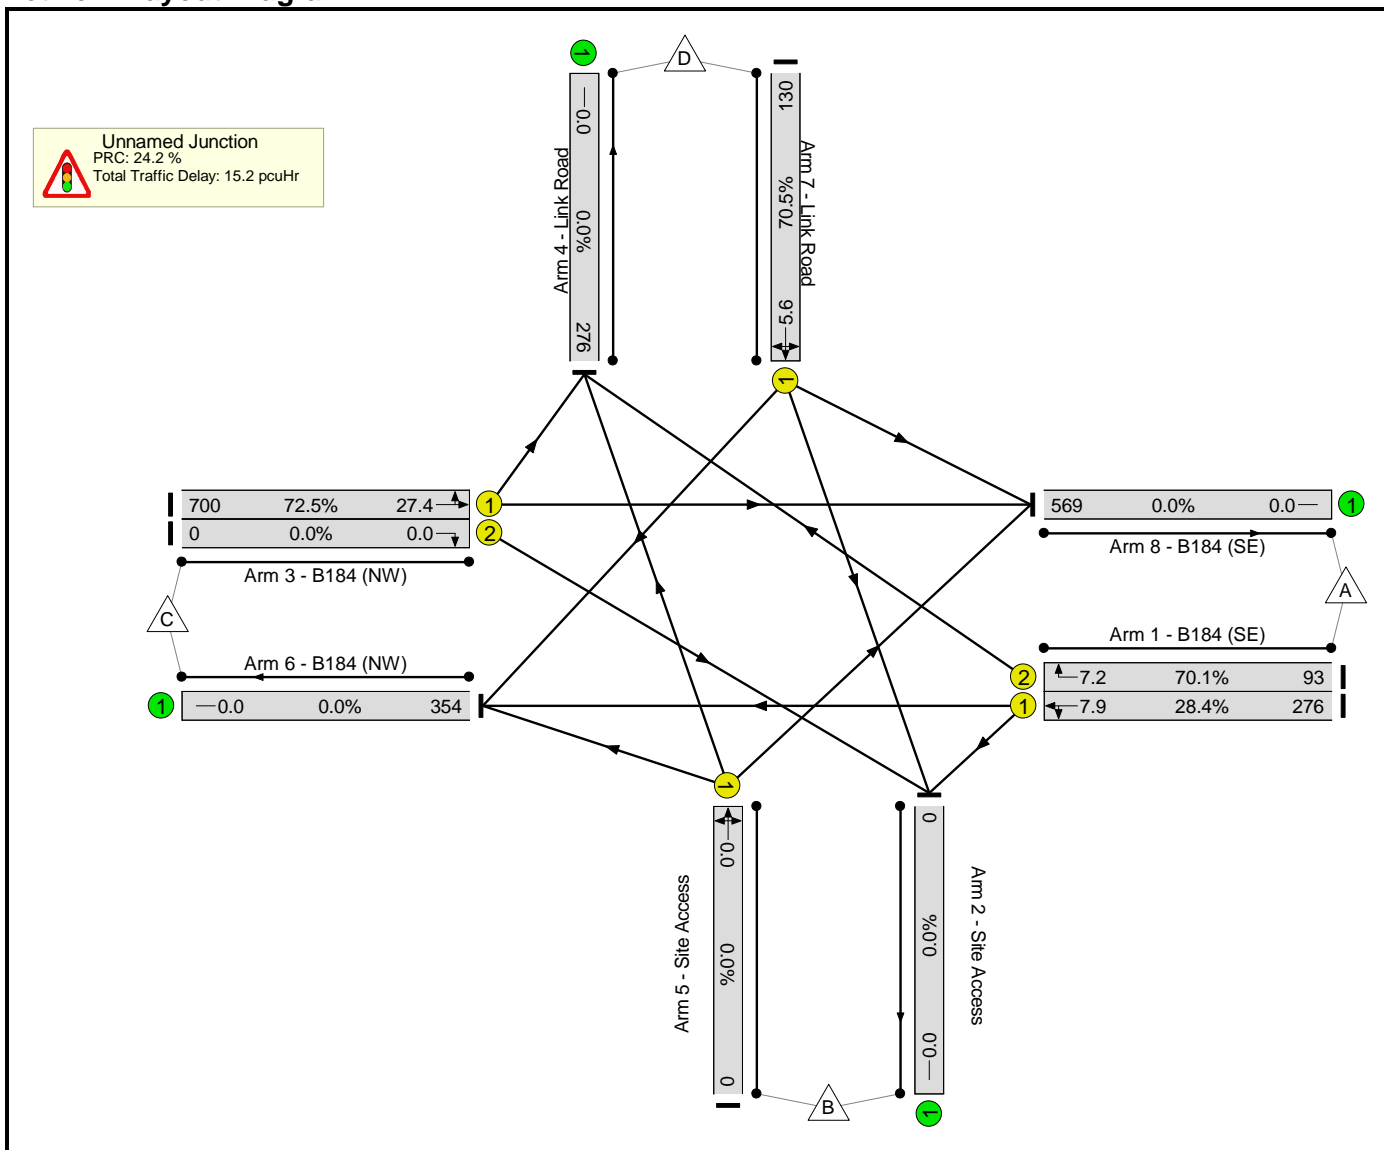 Unnamed Junction
PRC: 24.2 %
Total Traffic Delay: 15.2 pcuHr
1
D
0.0
0.0%
276
Arm 4 - Link Road
130
70.5%
5.6
Arm 7 - Link Road
1
700 72.5% 27.4 1
0 0.0% 0.0 2
Arm 3 - B184 (NW)
C
Arm 6 - B184 (NW)
1 0.0 0.0% 354
569 0.0% 0.0 1
Arm 8 - B184 (SE)
A
Arm 1 - B184 (SE)
2 7.2 70.1% 93
1 7.9 28.4% 276
1
0.0
0.0%
0
Arm 5 - Site Access
B
0
0.0%
0.0
Arm 2 - Site Access
1